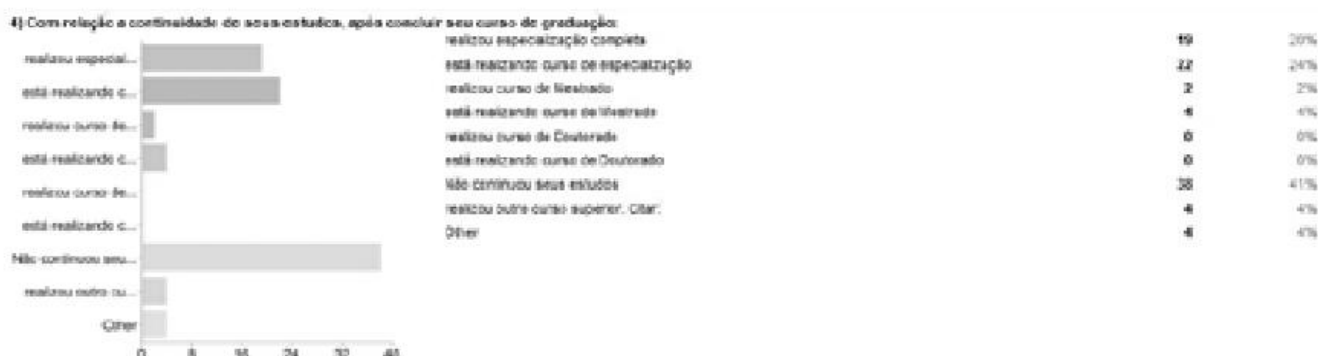 4) Com relação a continuidade de seus estudos, após concluir seu curso de graduação:
realizou especial...
está realizando c...
realizou curso de...
está realizando c...
realizou curso de...
está realizando c...
Não continuou seu...
realizou outro cu...
Other
0 8 16 24 32 40
realizou especialização completa 19 20%
está realizando curso de especialização 22 24%
realizou curso de Mestrado 2 2%
está realizando curso de Mestrado 4 4%
realizou curso de Doutorado 0 0%
está realizando curso de Doutorado 0 0%
Não continuou seus estudos 38 41%
realizou outro curso superior. Citar: 4 4%
Other 4 4%